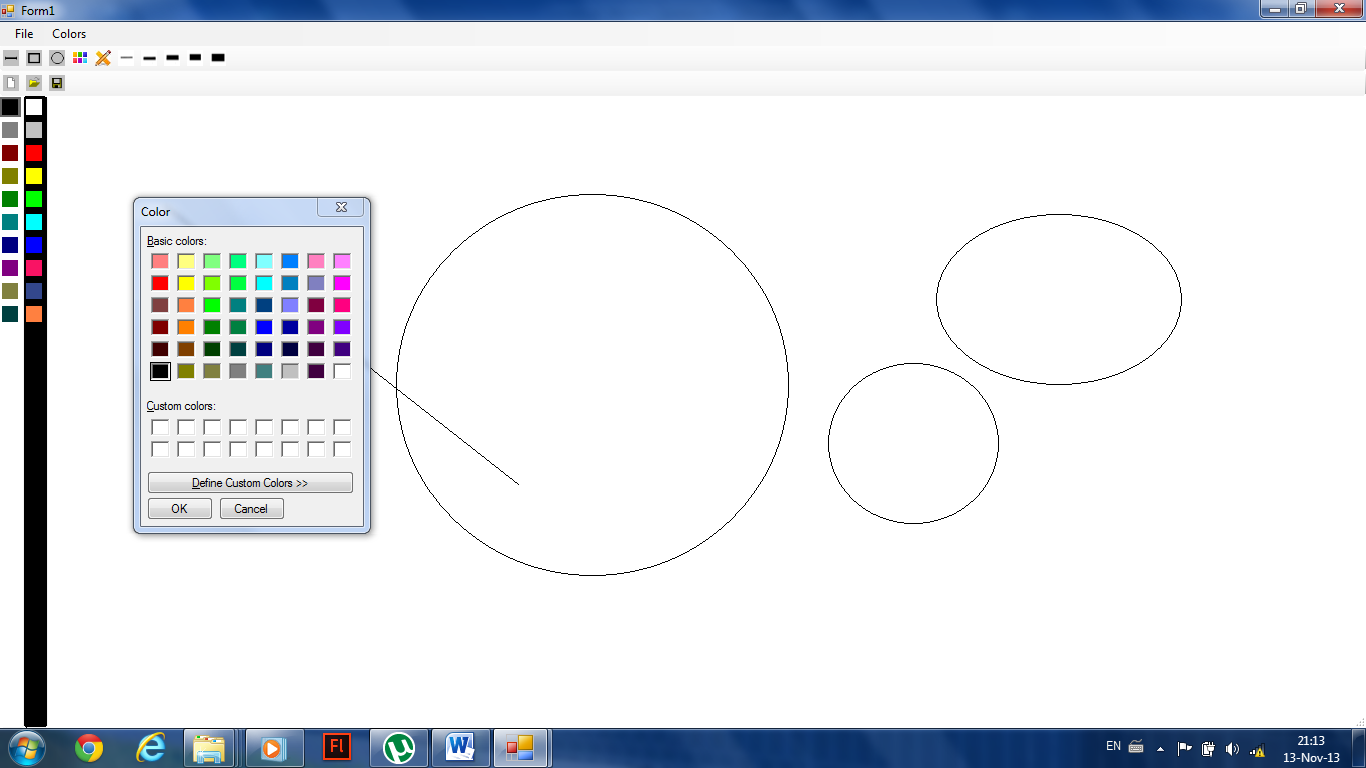 Form1
File Colors
Color
Basic colors:
Custom colors:
Define Custom Colors >>
OK Cancel
Fl
W
EN
21:13
13-Nov-13